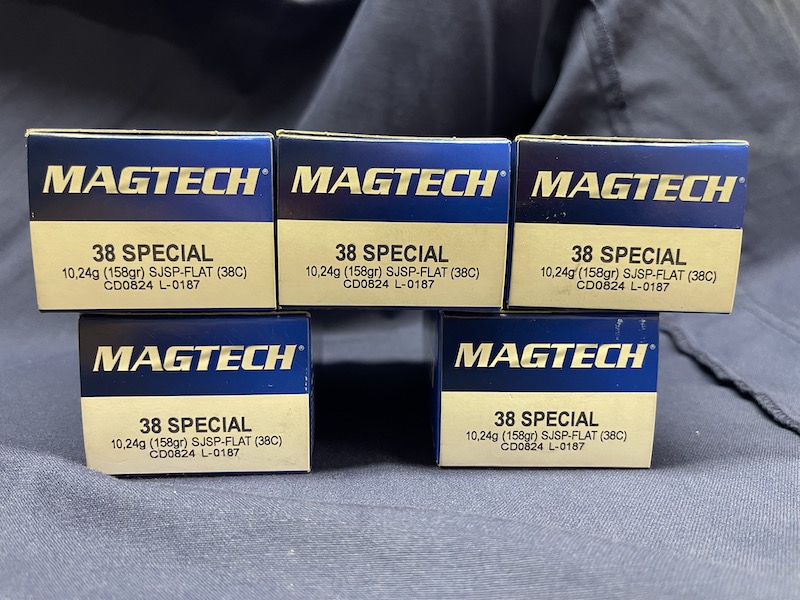 MAGTECH®
38 SPECIAL
10,24g (158gr) SJSP-FLAT (38C)
CD0824 L-0187
MAGTECH®
38 SPECIAL
10,24g (158gr) SJSP-FLAT (38C)
CD0824 L-0187
MAGTECH®
38 SPECIAL
10,24g (158gr) SJSP-FLAT (38C)
CD0824 L-0187
MAGTECH®
38 SPECIAL
10,24g (158gr) SJSP-FLAT (38C)
CD0824 L-0187
MAGTECH®
38 SPECIAL
10,24g (158gr) SJSP-FLAT (38C)
CD0824 L-0187